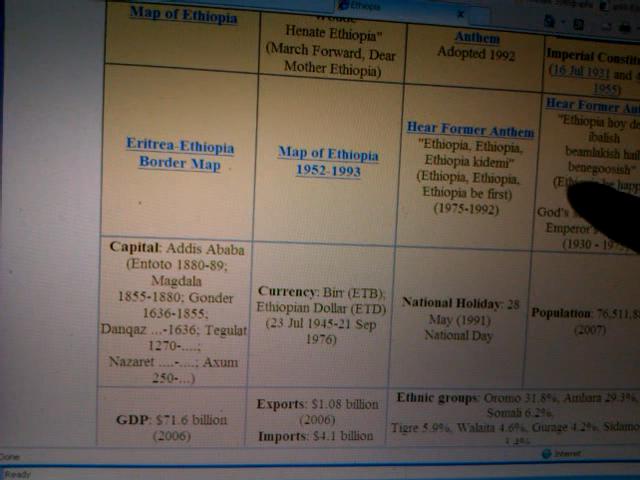 Ethiopia
Map of Ethiopia
Henate Ethiopia"
(March Forward, Dear
Mother Ethiopia)
Anthem
Adopted 1992
Imperial
(16 Jul 1931 and
1955)
Eritrea-Ethiopia
Border Map
Map of Ethiopia
1952-1993
Hear Former Anthem
"Ethiopia, Ethiopia,
Ethiopia kidemi"
(Ethiopia, Ethiopia,
Ethiopia be first)
(1975-1992)
Hear Former
"Ethiopia hoy
ibalish
beamlakish
benegoosish"
be
God's
(1930 -
Capital: Addis Ababa
(Entoto 1880-89;
Magdala
1855-1880; Gonder
1636-1855;
Danqaz ...-1636; Tegulat
1270-....;
Nazaret ....-....; Axum
250-...)
Currency: Birr (ETB);
Ethiopian Dollar (ETD)
(23 Jul 1945-21 Sep
1976)
National Holiday: 28
May (1991)
National Day
Population: 76,511,8
(2007)
GDP: $71.6 billion
(2006)
Exports: $1.08 billion
(2006)
Imports: $4.1 billion
Ethnic groups: Oromo 31.8%, Amhara 29.3%,
Somali 6.2%,
Tigre 5.9%, Walaita 4.6%, Gurage 4.2%, Sidamo
Done
Internet
Ready